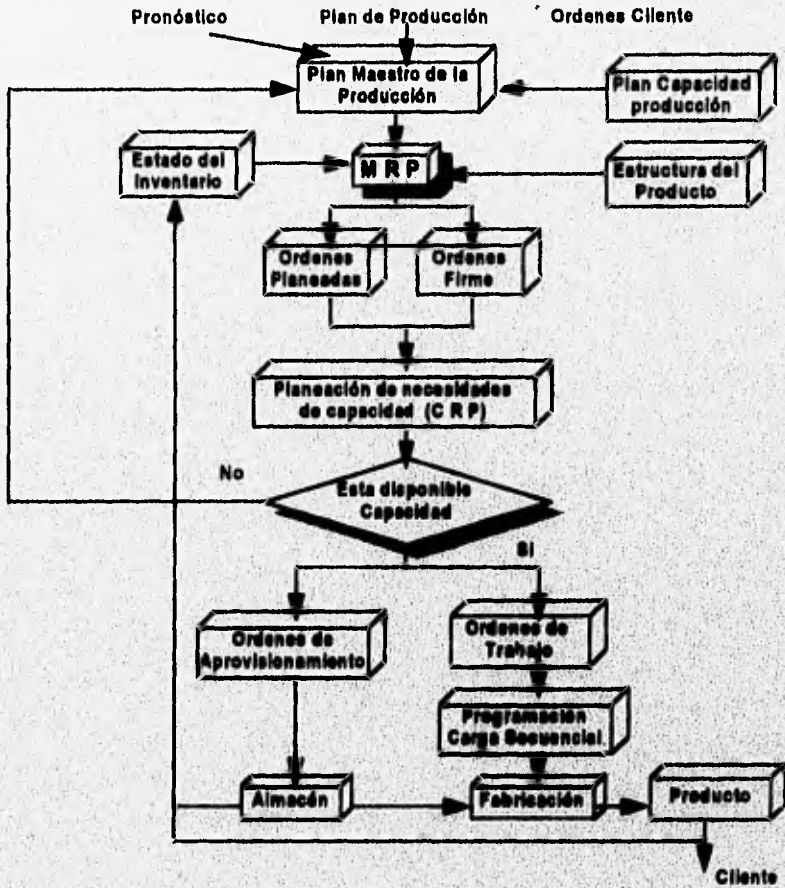 Pronóstico Plan de Producción Ordenes Cliente
Plan Maestro de la
Producción
Plan Capacidad
producción
Estado del
Inventario
M R P
Estructura del
Producto
Ordenes
Planeadas
Ordenes
Firme
Planeación de necesidades
de capacidad (C R P)
No
Esta disponible
Capacidad
Si
Ordenes de
Aprovisionamiento
Ordenes de
Trabajo
Programación
Carga Secuencial
Almacén
Fabricación
Producto
Cliente